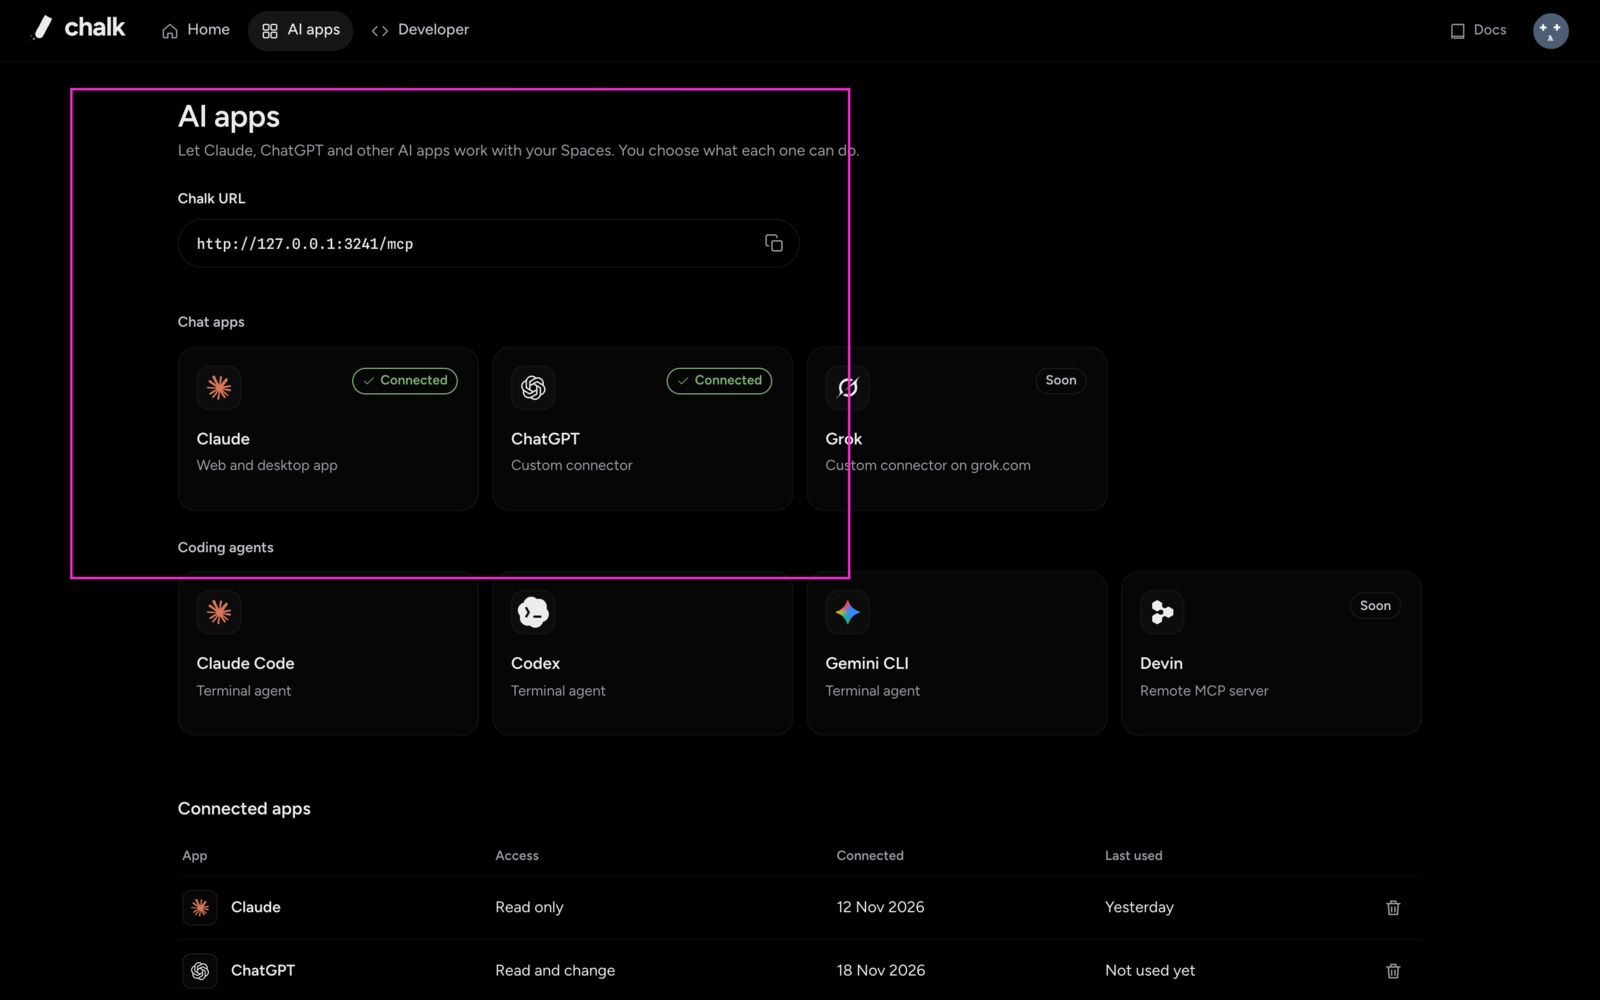 chalk
Home
AI apps
Developer
Docs
AI apps
Let Claude, ChatGPT and other AI apps work with your Spaces. You choose what each one can do.
Chalk URL
http://127.0.0.1:3241/mcp
Chat apps
Connected
Claude
Web and desktop app
Connected
ChatGPT
Custom connector
Soon
Grok
Custom connector on grok.com
Coding agents
Claude Code
Terminal agent
Codex
Terminal agent
Gemini CLI
Terminal agent
Soon
Devin
Remote MCP server
Connected apps
App Access Connected Last used
Claude Read only 12 Nov 2026 Yesterday
ChatGPT Read and change 18 Nov 2026 Not used yet